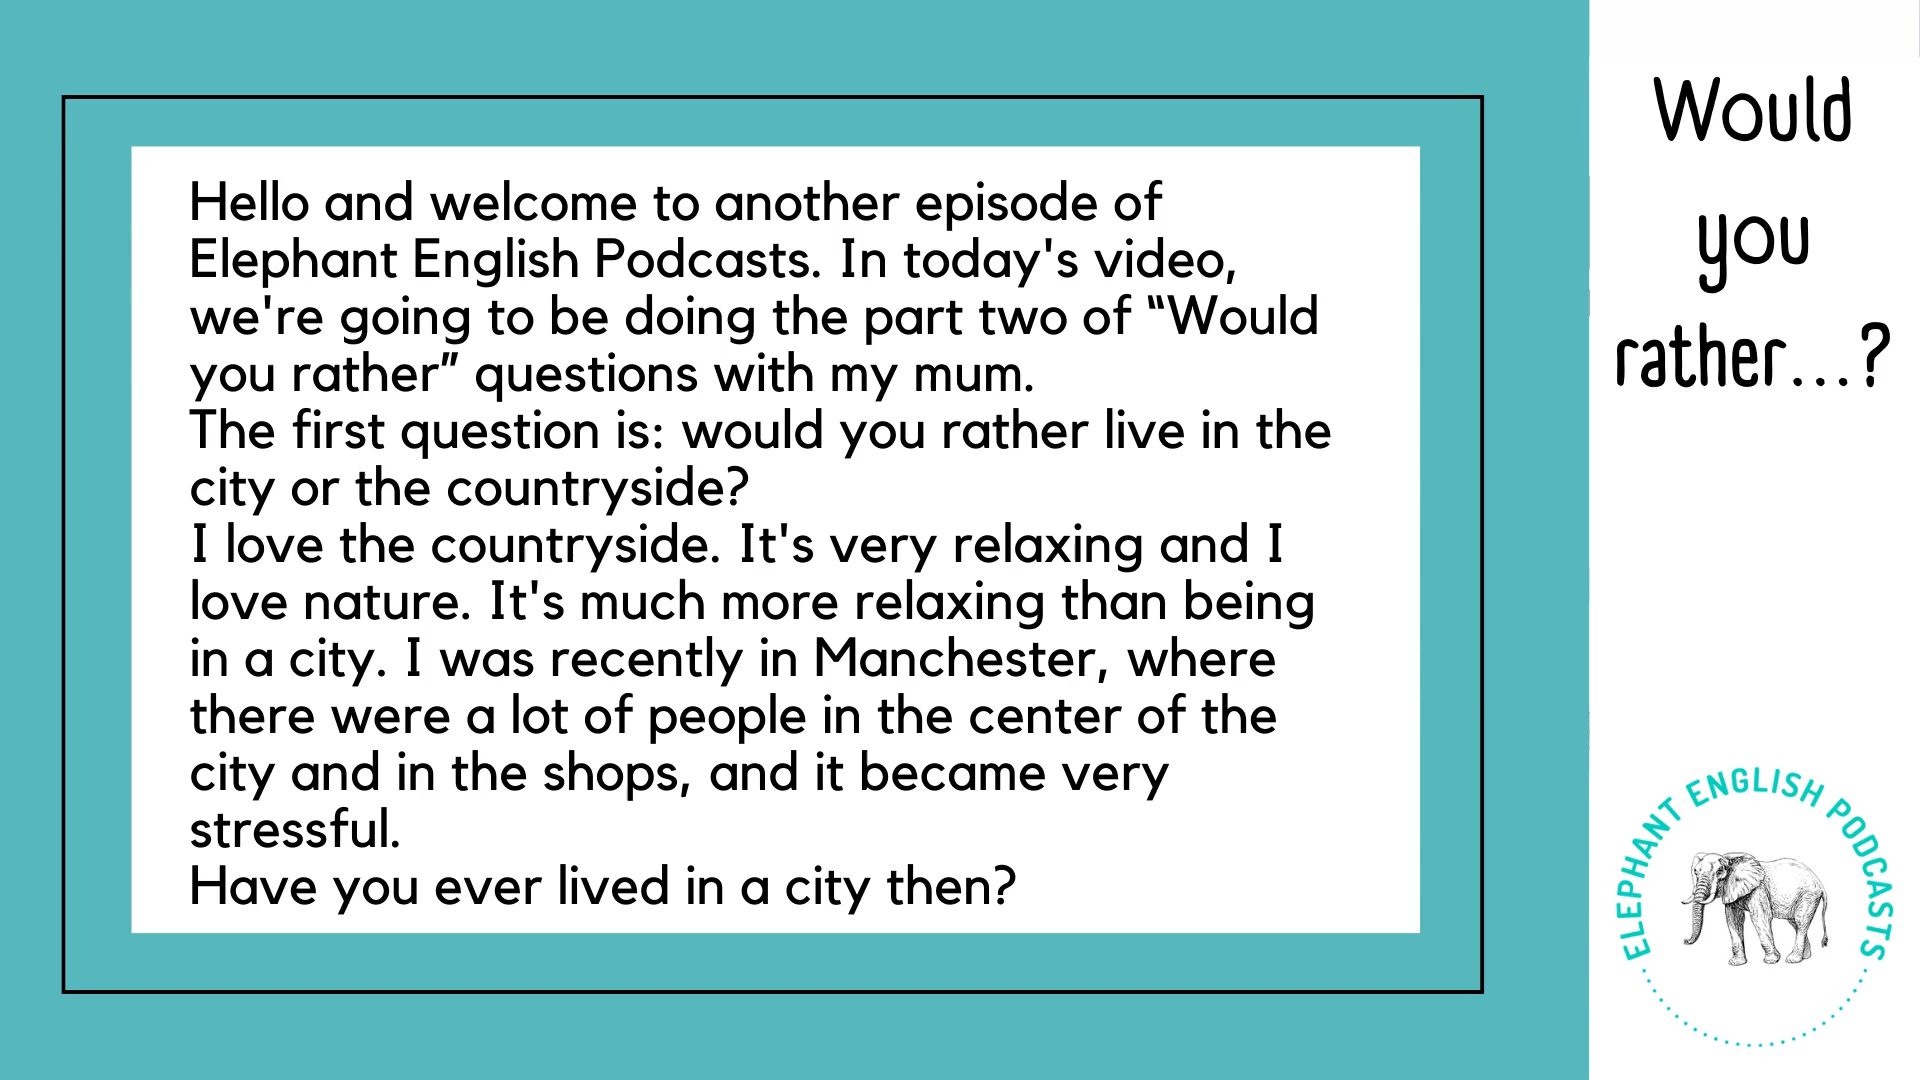 Hello and welcome to another episode of
Elephant English Podcasts. In today's video,
we're going to be doing the part two of “Would
you rather” questions with my mum.
The first question is: would you rather live in the
city or the countryside?
I love the countryside. It's very relaxing and I
love nature. It's much more relaxing than being
in a city. I was recently in Manchester, where
there were a lot of people in the center of the
city and in the shops, and it became very
stressful.
Have you ever lived in a city then?
Would
you
rather...?
ELEPHANT ENGLISH PODCASTS